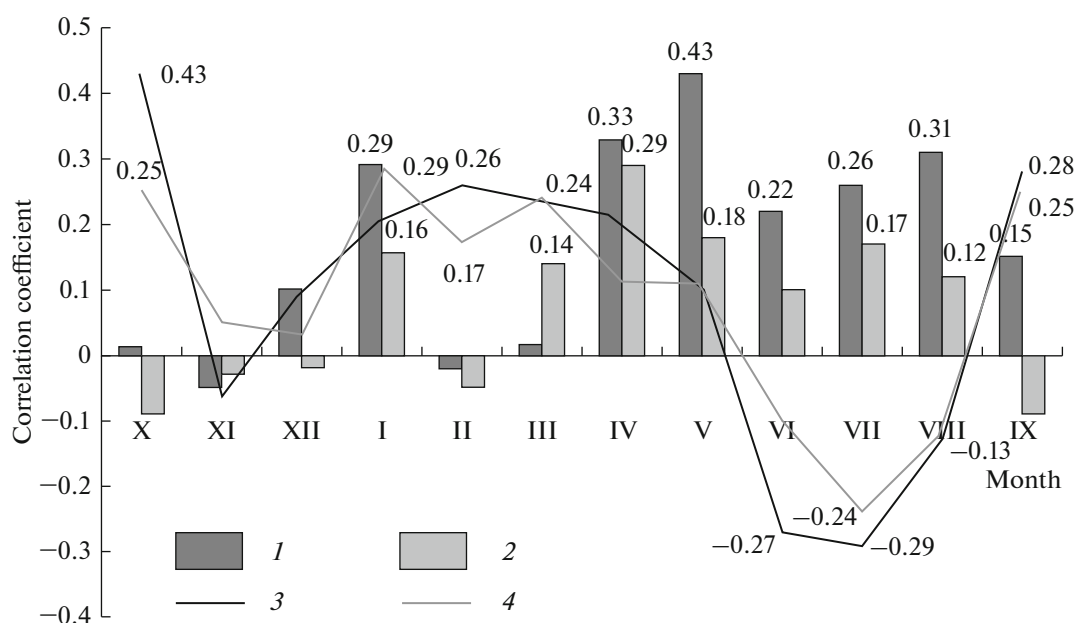 0.5
0.43
0.43
0.4
0.33
0.31
0.29
0.29
0.28
0.3
0.25
0.29
0.26
0.24
0.26
0.25
0.22
0.2
0.16
0.18
0.17
0.15
0.17
0.14
0.12
0.1
0
−0.1
X
XI
XII
I
II
III
IV
V
VI
VII
VIII
IX
−0.13
Month
−0.2
−0.24
−0.27
−0.29
−0.3
1
2
3
4
−0.4
Correlation coefficient